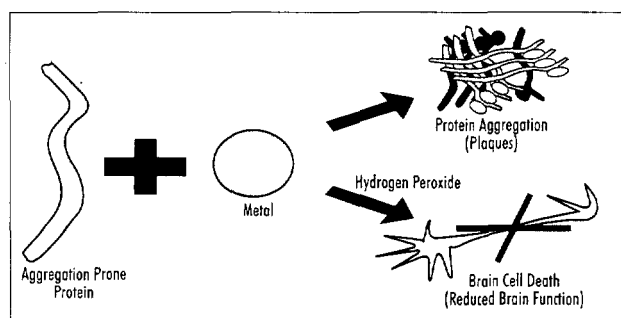 Aggregation Prone
Protein
Metal
Protein Aggregation
(Plaques)
Hydrogen Peroxide
Brain Cell Death
(Reduced Brain Function)